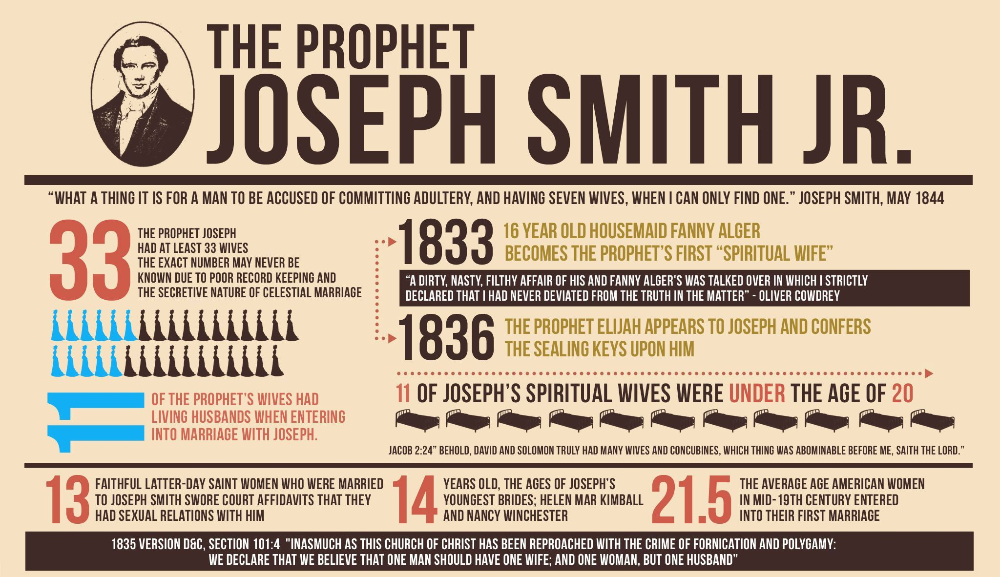 THE PROPHET
JOSEPH SMITH JR.
“WHAT A THING IT IS FOR A MAN TO BE ACCUSED OF COMMITTING ADULTERY, AND HAVING SEVEN WIVES, WHEN I CAN ONLY FIND ONE.” JOSEPH SMITH, MAY 1844
33
THE PROPHET JOSEPH
HAD AT LEAST 33 WIVES
THE EXACT NUMBER MAY NEVER BE
KNOWN DUE TO POOR RECORD KEEPING AND
THE SECRETIVE NATURE OF CELESTIAL MARRIAGE
11
OF THE PROPHET’S WIVES HAD
LIVING HUSBANDS WHEN ENTERING
INTO MARRIAGE WITH JOSEPH.
1833
16 YEAR OLD HOUSEMAID FANNY ALGER
BECOMES THE PROPHET’S FIRST “SPIRITUAL WIFE”
“A DIRTY, NASTY, FILTHY AFFAIR OF HIS AND FANNY ALGER'S WAS TALKED OVER IN WHICH I STRICTLY
DECLARED THAT I HAD NEVER DEVIATED FROM THE TRUTH IN THE MATTER” - OLIVER COWDREY
1836
THE PROPHET ELIJAH APPEARS TO JOSEPH AND CONFERS
THE SEALING KEYS UPON HIM
11 OF JOSEPH’S SPIRITUAL WIVES WERE UNDER THE AGE OF 20
JACOB 2:24” BEHOLD, DAVID AND SOLOMON TRULY HAD MANY WIVES AND CONCUBINES, WHICH THING WAS ABOMINABLE BEFORE ME, SAITH THE LORD.”
13
FAITHFUL LATTER-DAY SAINT WOMEN WHO WERE MARRIED
TO JOSEPH SMITH SWORE COURT AFFIDAVITS THAT THEY
HAD SEXUAL RELATIONS WITH HIM
14
YEARS OLD, THE AGES OF JOSEPH’S
YOUNGEST BRIDES; HELEN MAR KIMBALL
AND NANCY WINCHESTER
21.5
THE AVERAGE AGE AMERICAN WOMEN
IN MID-19TH CENTURY ENTERED
INTO THEIR FIRST MARRIAGE
1835 VERSION D&C, SECTION 101:4 "INASMUCH AS THIS CHURCH OF CHRIST HAS BEEN REPROACHED WITH THE CRIME OF FORNICATION AND POLYGAMY:
WE DECLARE THAT WE BELIEVE THAT ONE MAN SHOULD HAVE ONE WIFE; AND ONE WOMAN, BUT ONE HUSBAND”